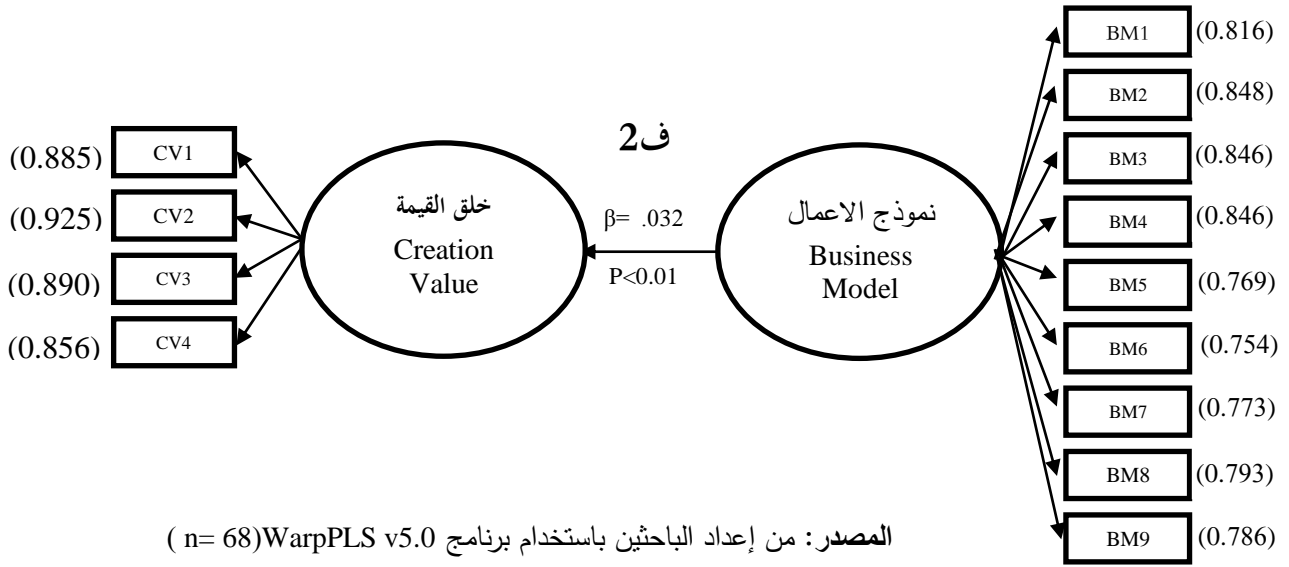 ف2
BM1 (0.816)
BM2 (0.848)
BM3 (0.846)
BM4 (0.846)
BM5 (0.769)
BM6 (0.754)
BM7 (0.773)
BM8 (0.793)
BM9 (0.786)
نموذج الاعمال
Business
Model
β= .032
P<0.01
خلق القيمة
Creation
Value
(0.885) CV1
(0.925) CV2
(0.890) CV3
(0.856) CV4
المصدر: من إعداد الباحثين باستخدام برنامج WarpPLS v5.0 (n= 68)